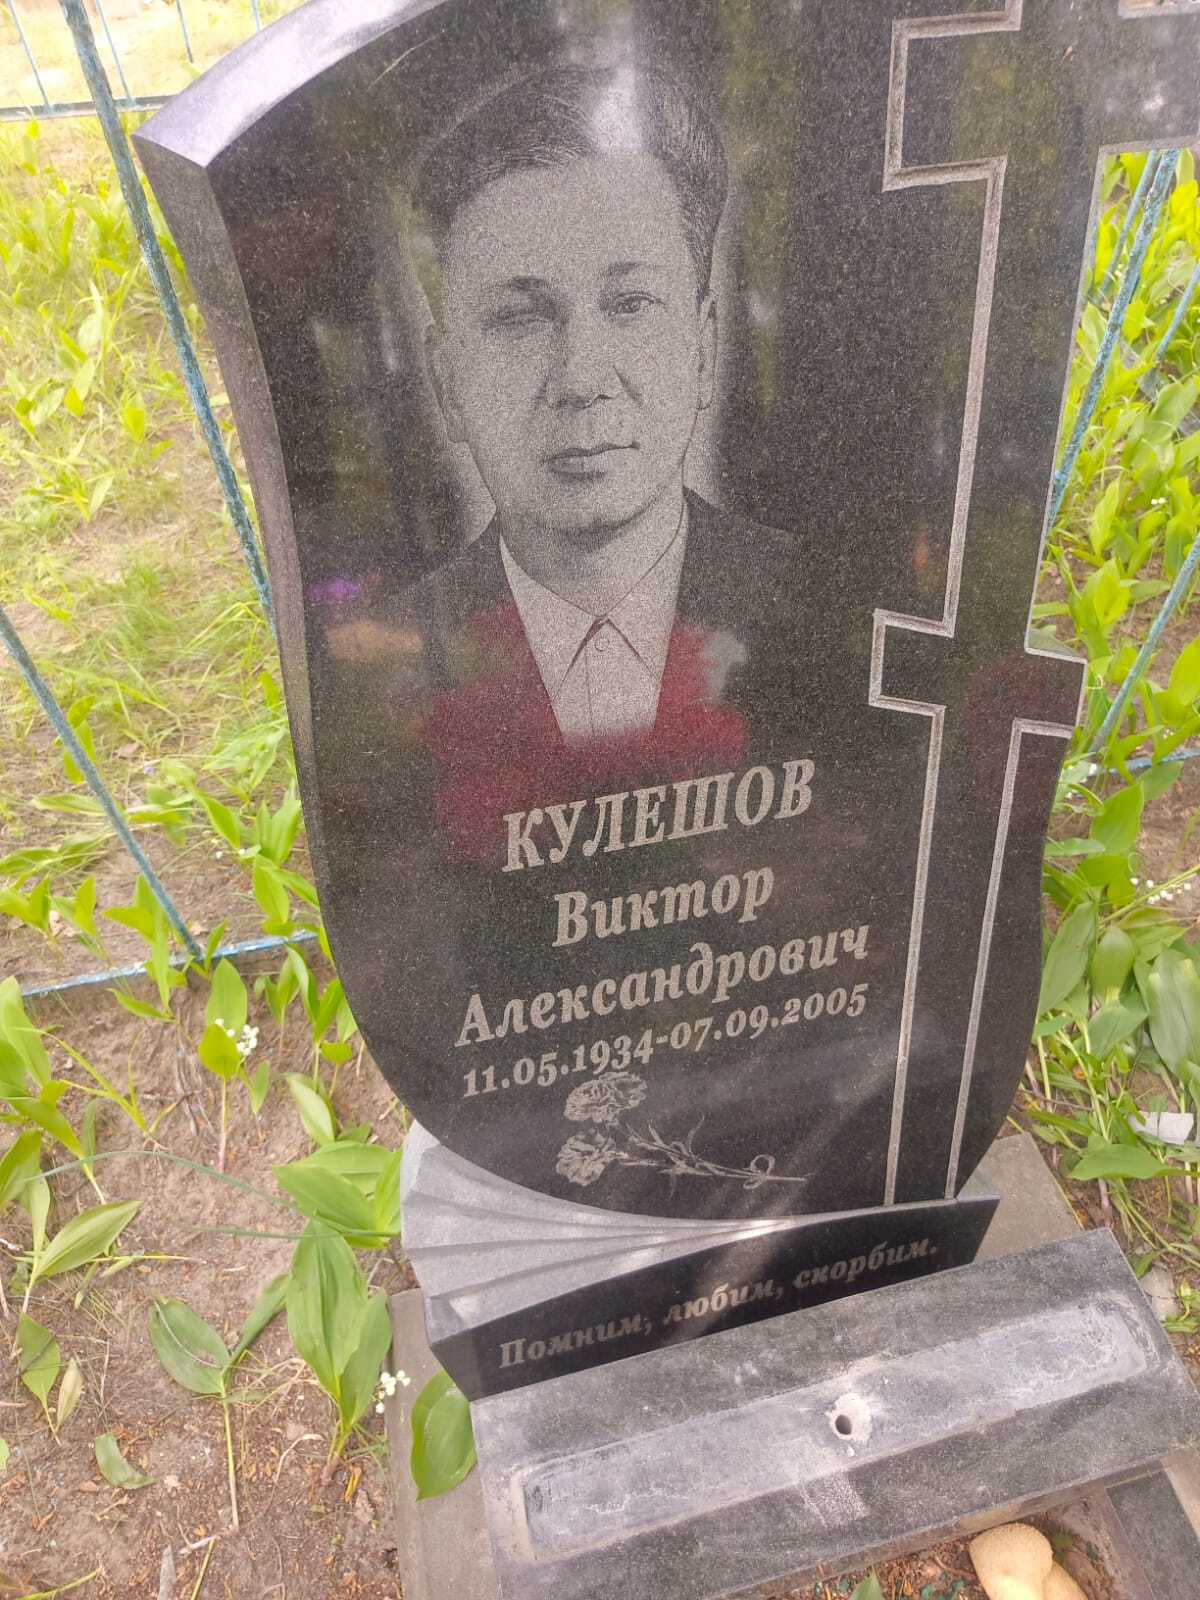 КУЛЕШОВ
Виктор
Александрович
11.05.1934-07.09.2005
Помним, любим, скорбим.